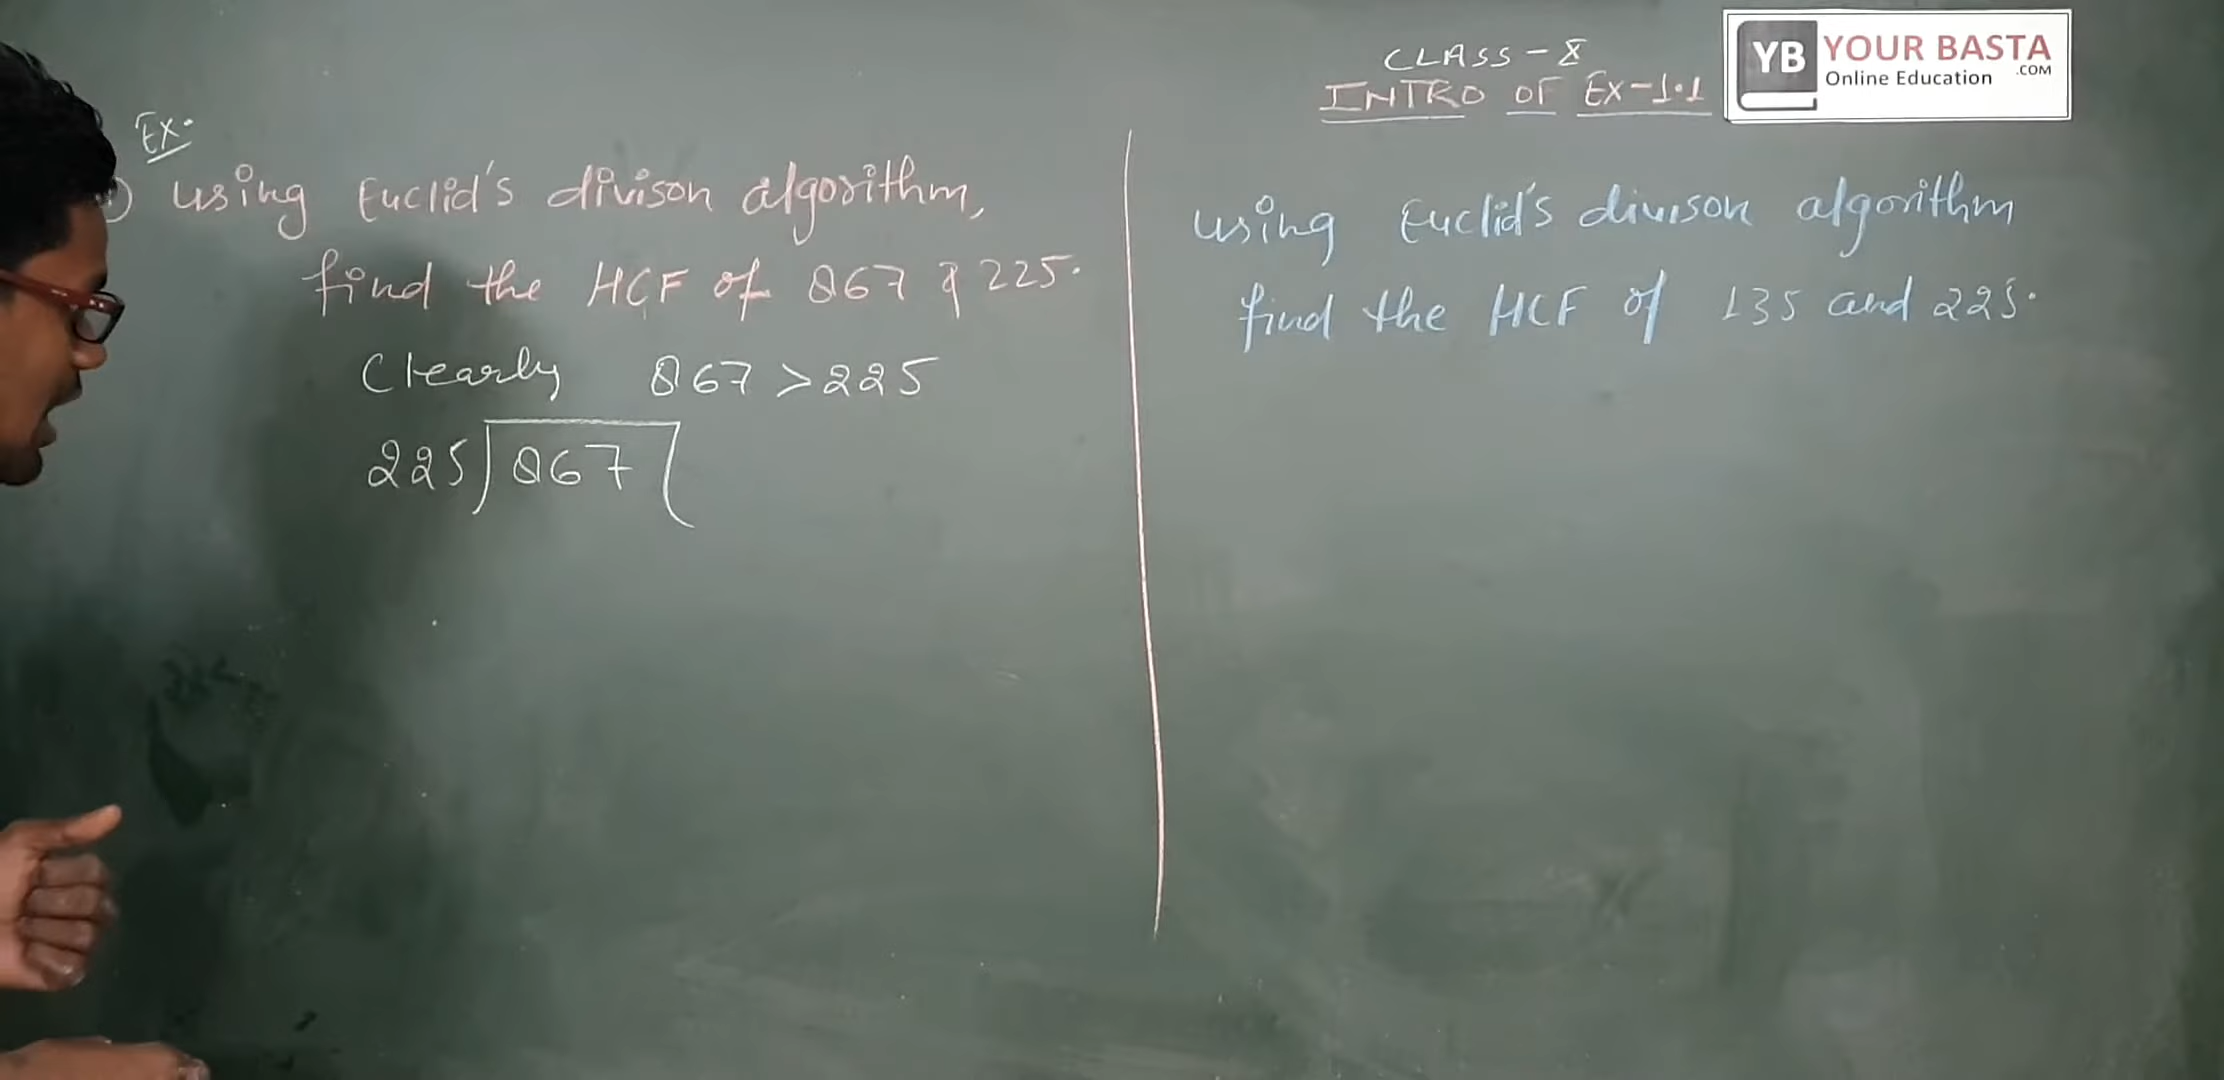 Ex.
) using Euclid's divison algorithm,
find the HCF of 867 & 225.
Clearly 867 > 225
225) 867 (
CLASS - X
INTRO OF EX-1.1
YB YOUR BASTA
.COM
Online Education
using Euclid's divison algorithm
find the HCF of 135 and 225.